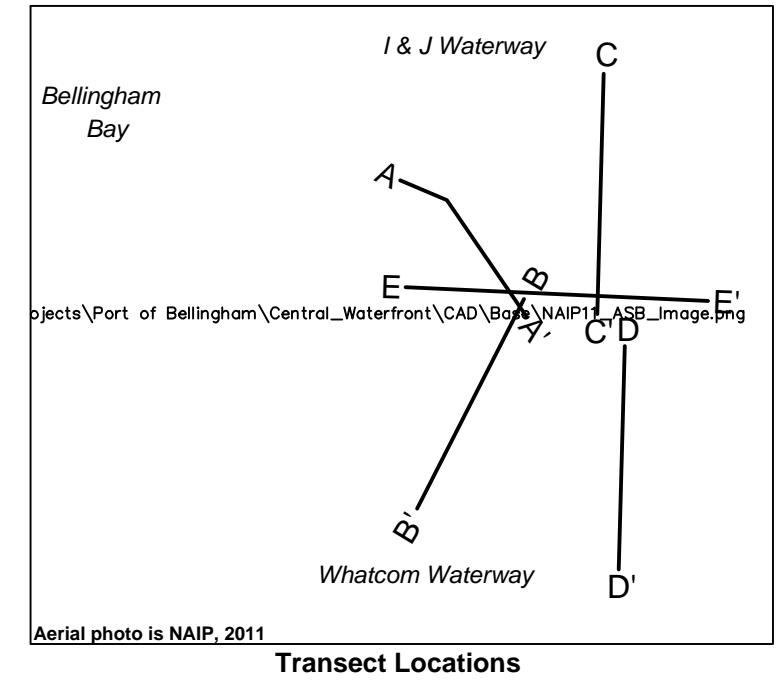 I & J Waterway
C
Bellingham
Bay
A
B
E
E'
ojects\Port of Bellingham\Central_Waterfront\CAD\Base\NAIP11_ASB_Image.png
A'
C'
D
B'
Whatcom Waterway
D'
Aerial photo is NAIP, 2011
Transect Locations